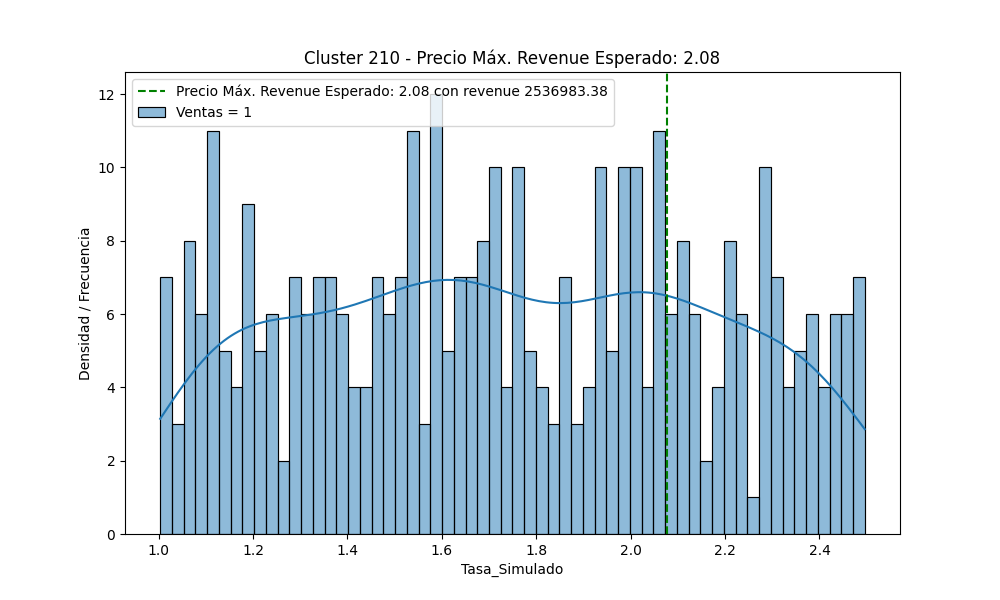 Cluster 210 - Precio Máx. Revenue Esperado: 2.08
Precio Máx. Revenue Esperado: 2.08 con revenue 2536983.38
Ventas = 1
12
10
8
6
4
2
0
Densidad / Frecuencia
1.0 1.2 1.4 1.6 1.8 2.0 2.2 2.4
Tasa_Simulado